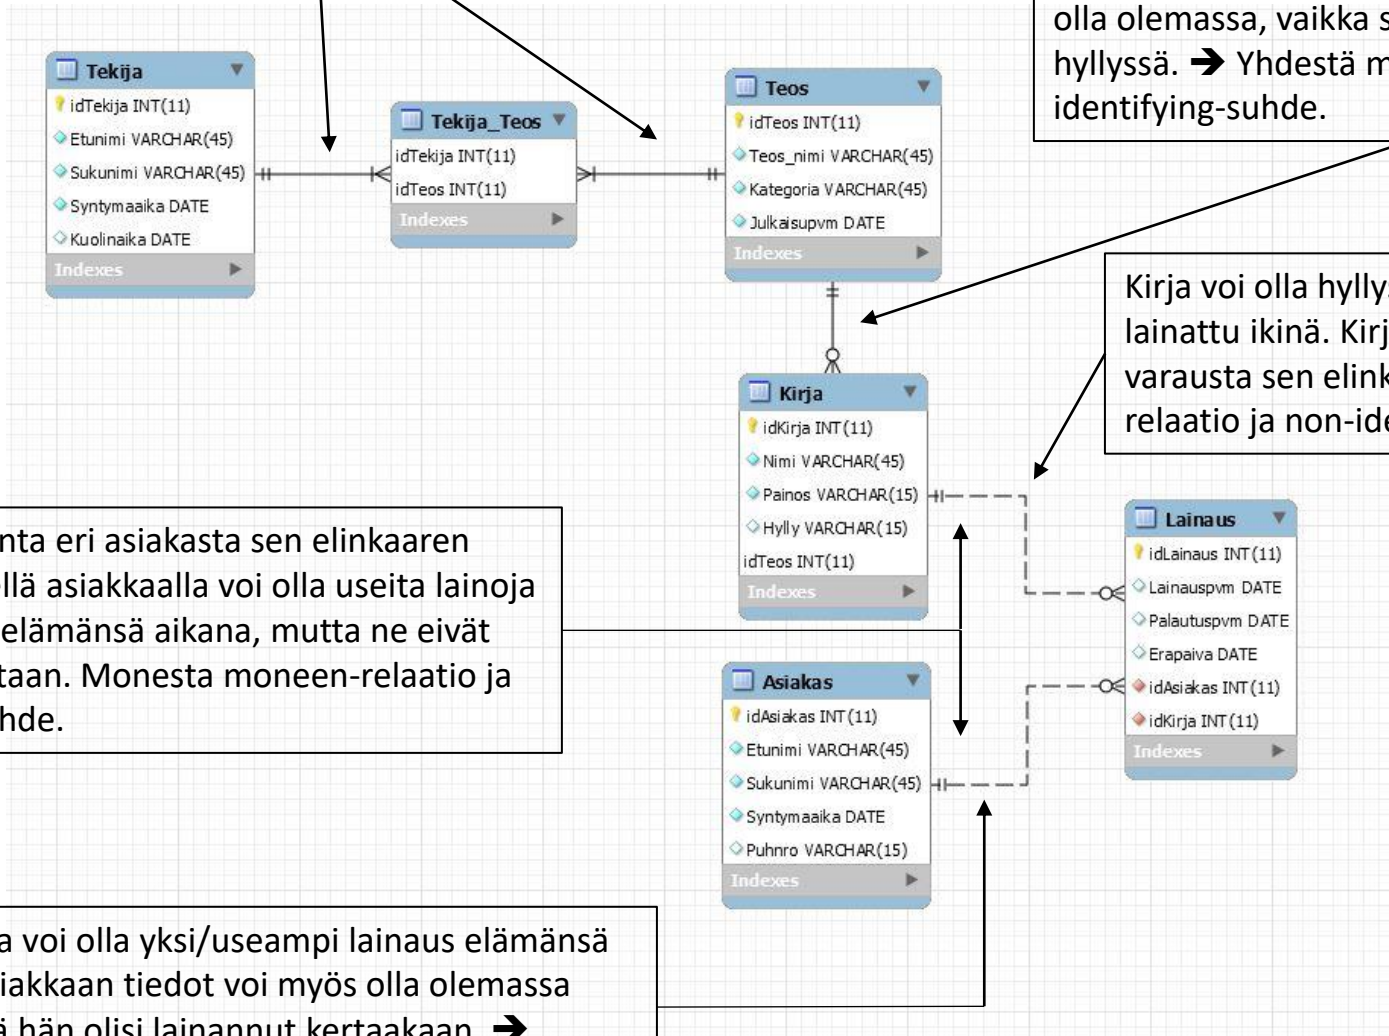 olla olemassa, vaikka s
hyllyssä. ➔ Yhdestä m
identifying-suhde.
Tekija
idTekija INT(11)
Etunimi VARCHAR(45)
Sukunimi VARCHAR(45)
Syntymaaika DATE
Kuolinaika DATE
Indexes
Tekija_Teos
idTekija INT(11)
idTeos INT(11)
Indexes
Teos
idTeos INT(11)
Teos_nimi VARCHAR(45)
Kategoria VARCHAR(45)
Julkaisupvm DATE
Indexes
Kirja voi olla hyllys
lainattu ikinä. Kirj
varausta sen elink
relaatio ja non-ide
Kirja
idKirja INT(11)
Nimi VARCHAR(45)
Painos VARCHAR(15)
Hylly VARCHAR(15)
idTeos INT(11)
Indexes
Lainaus
idLainaus INT(11)
Lainauspvm DATE
Palautuspvm DATE
Erapaiva DATE
idAsiakas INT(11)
idKirja INT(11)
Indexes
nta eri asiakasta sen elinkaaren
llä asiakkaalla voi olla useita lainoja
elämänsä aikana, mutta ne eivät
taan. Monesta moneen-relaatio ja
hde.
Asiakas
idAsiakas INT(11)
Etunimi VARCHAR(45)
Sukunimi VARCHAR(45)
Syntymaaika DATE
Puhnro VARCHAR(15)
Indexes
a voi olla yksi/useampi lainaus elämänsä
iakkaan tiedot voi myös olla olemassa
ä hän olisi lainannut kertaakaan. ➔